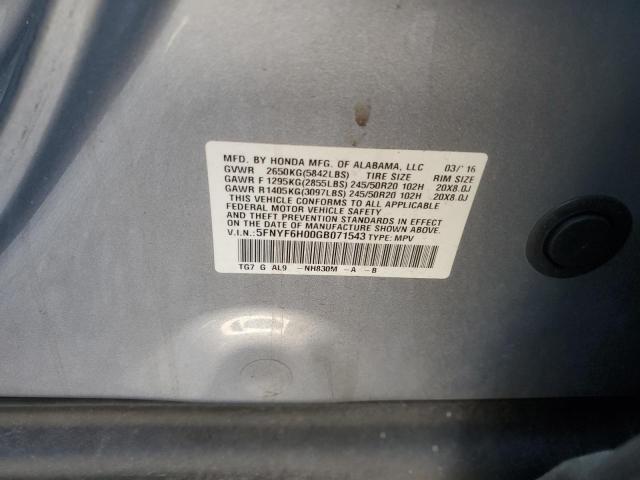 MFD. BY HONDA MFG. OF ALABAMA, LLC 03/'16
GVWR 2650KG(5842LBS) TIRE SIZE RIM SIZE
GAWR F 1295KG(2855LBS) 245/50R20 102H 20X8.0J
GAWR R 1405KG(3097LBS) 245/50R20 102H 20X8.0J
THIS VEHICLE CONFORMS TO ALL APPLICABLE
FEDERAL MOTOR VEHICLE SAFETY
AND THEFT PREVENTION STANDARDS IN EFFECT
ON THE DATE OF MANUFACTURE SHOWN ABOVE.
V.I.N.: 5FNYF6H00GB071543 TYPE: MPV
TG7 G AL9 -NH830M -A -B